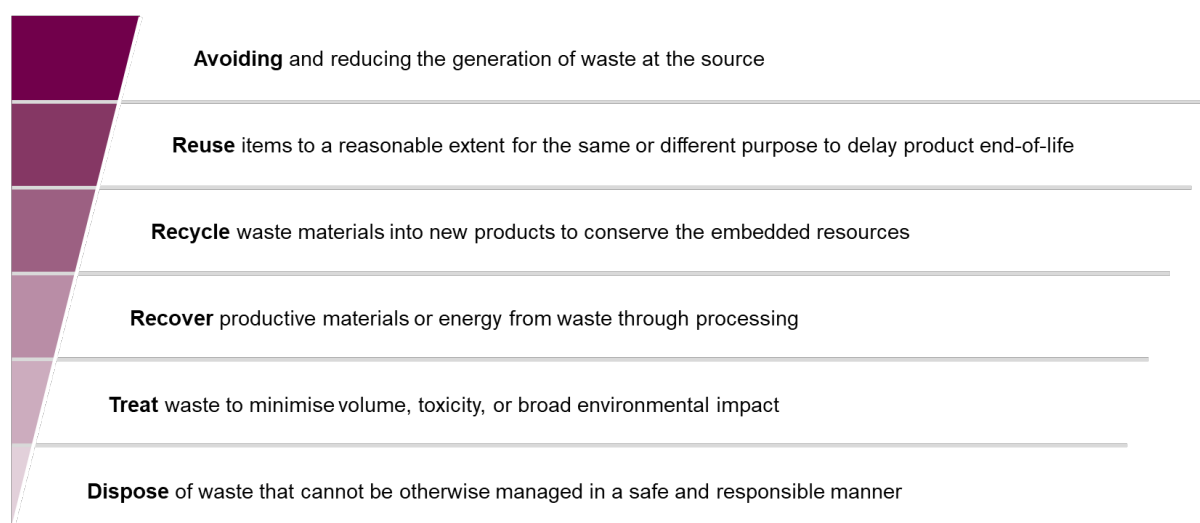 Avoiding and reducing the generation of waste at the source
Reuse items to a reasonable extent for the same or different purpose to delay product end-of-life
Recycle waste materials into new products to conserve the embedded resources
Recover productive materials or energy from waste through processing
Treat waste to minimise volume, toxicity, or broad environmental impact
Dispose of waste that cannot be otherwise managed in a safe and responsible manner